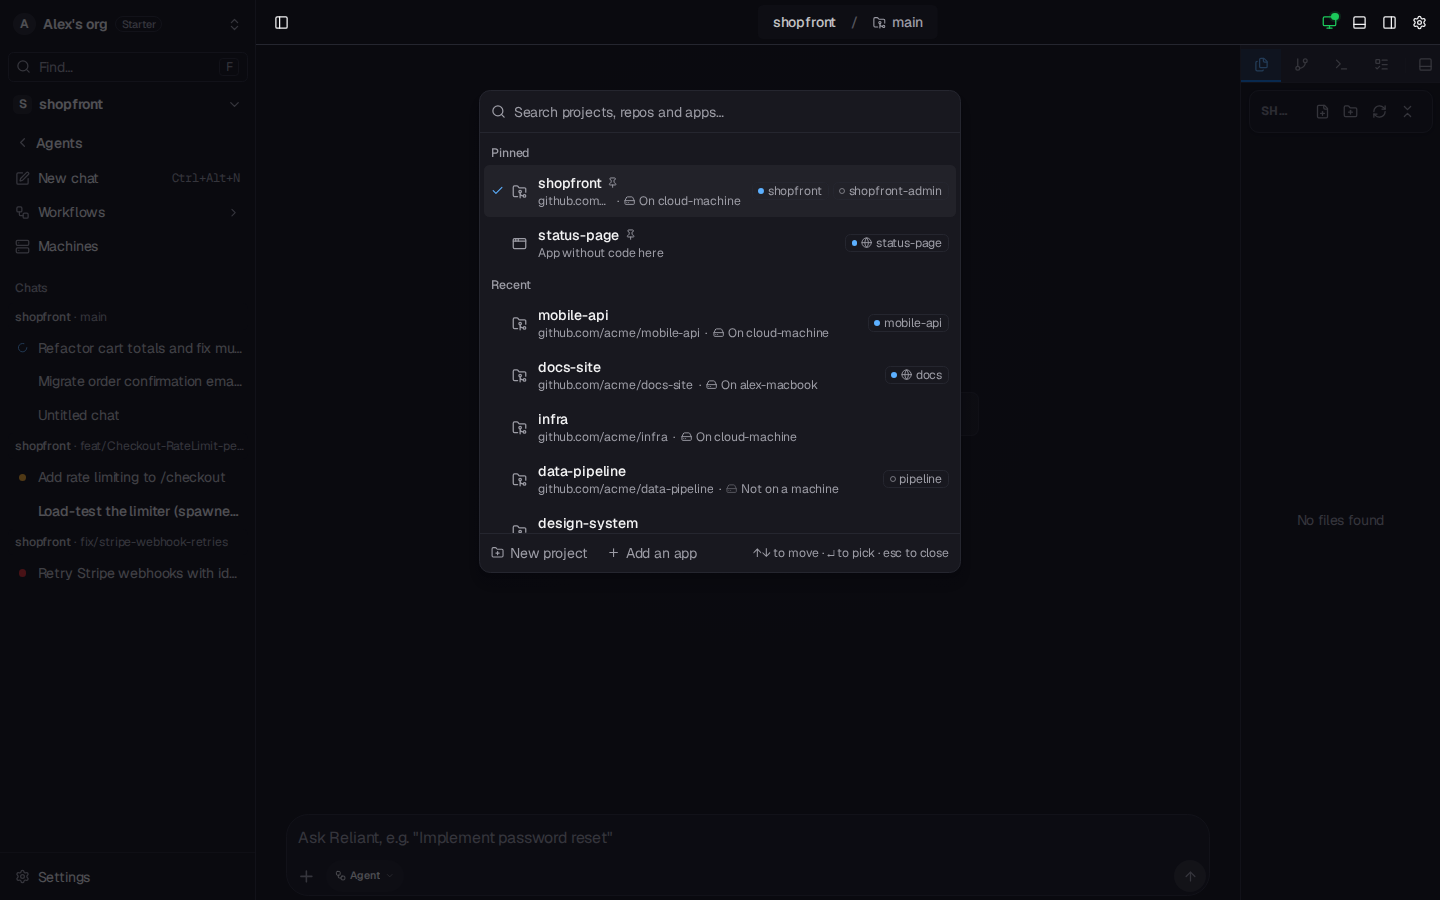 A Alex's org Starter
Find... F
S shopfront
Agents
New chat Ctrl+Alt+N
Workflows
Machines
Chats
shopfront · main
Refactor cart totals and fix mu...
Migrate order confirmation ema...
Untitled chat
shopfront · feat/Checkout-RateLimit-pe...
Add rate limiting to /checkout
Load-test the limiter (spawne...
shopfront · fix/stripe-webhook-retries
Retry Stripe webhooks with id...
Settings
shopfront / main
Search projects, repos and apps...
Pinned
shopfront
github.com... · On cloud-machine
shopfront shopfront-admin
status-page
App without code here
status-page
Recent
mobile-api
github.com/acme/mobile-api · On cloud-machine
mobile-api
docs-site
github.com/acme/docs-site · On alex-macbook
docs
infra
github.com/acme/infra · On cloud-machine
data-pipeline
github.com/acme/data-pipeline · Not on a machine
pipeline
design-system
New project + Add an app ↑↓ to move · ↵ to pick · esc to close
Ask Reliant, e.g. "Implement password reset"
Agent
SH...
No files found